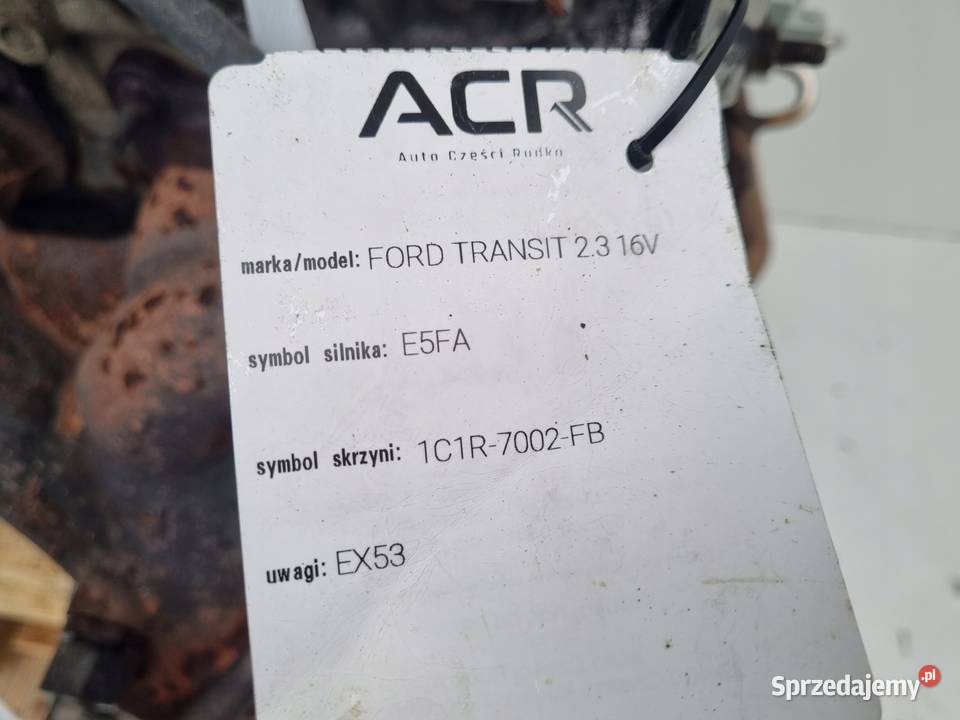 ACR
Auto Części Rudka
marka/model: FORD TRANSIT 2.3 16V
symbol silnika: E5FA
symbol skrzyni: 1C1R-7002-FB
uwagi: EX53
Sprzedajemy.pl